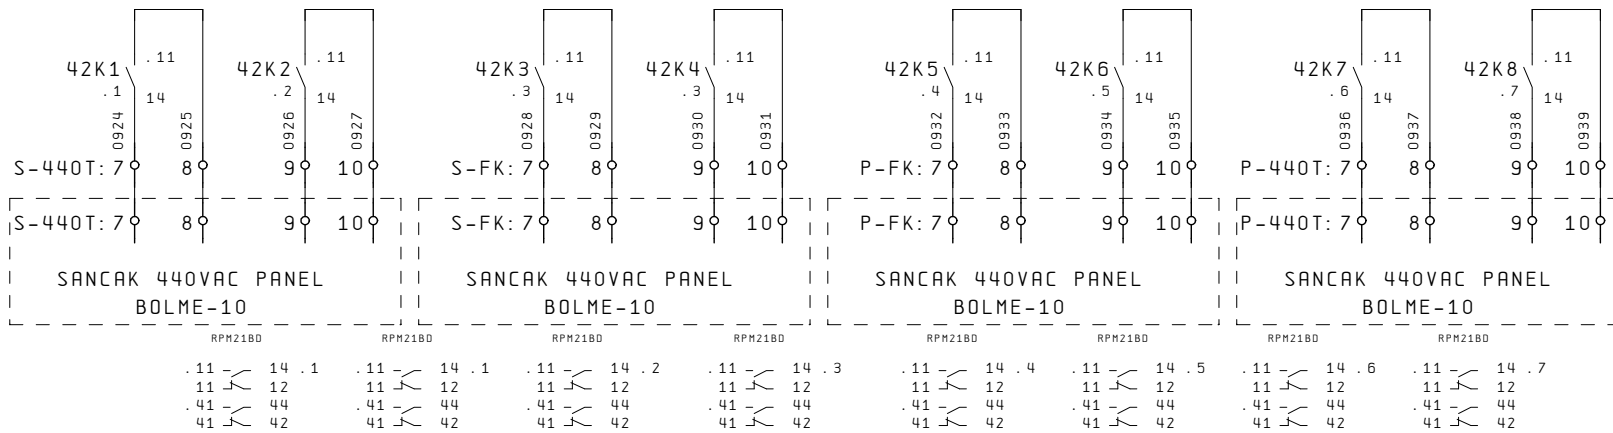 .11 .11 .11 .11 .11 .11 .11 .11
42K1 42K2 42K3 42K4 42K5 42K6 42K7 42K8
.1 .2 .3 .3 .4 .5 .6 .7
14 14 14 14 14 14 14 14
0924 0925 0926 0927 0928 0929 0930 0931 0932 0933 0934 0935 0936 0937 0938 0939
S-440T: 7 8 9 10 S-FK: 7 8 9 10 P-FK: 7 8 9 10 P-440T: 7 8 9 10
S-440T: 7 8 9 10 S-FK: 7 8 9 10 P-FK: 7 8 9 10 P-440T: 7 8 9 10
SANCAK 440VAC PANEL SANCAK 440VAC PANEL SANCAK 440VAC PANEL SANCAK 440VAC PANEL
BOLME-10 BOLME-10 BOLME-10 BOLME-10
RPM21BD RPM21BD RPM21BD RPM21BD RPM21BD RPM21BD RPM21BD RPM21BD
.11 14 .1 .11 14 .1 .11 14 .2 .11 14 .3 .11 14 .4 .11 14 .5 .11 14 .6 .11 14 .7
11 12 11 12 11 12 11 12 11 12 11 12 11 12 11 12
.41 44 .41 44 .41 44 .41 44 .41 44 .41 44 .41 44 .41 44
41 42 41 42 41 42 41 42 41 42 41 42 41 42 41 42